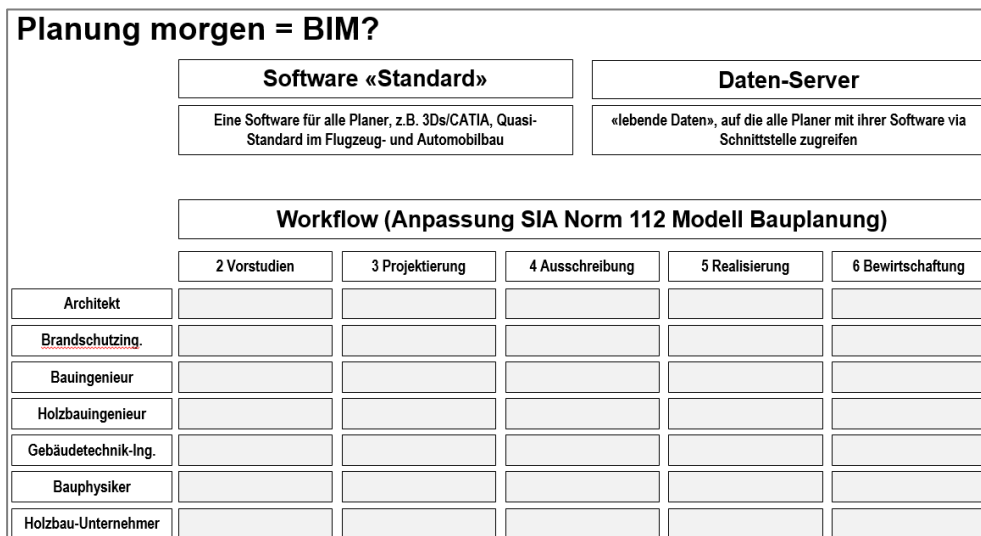 Planung morgen = BIM?
Software «Standard»
Daten-Server
Eine Software für alle Planer, z.B. 3Ds/CATIA, Quasi-
Standard im Flugzeug- und Automobilbau
«lebende Daten», auf die alle Planer mit ihrer Software via
Schnittstelle zugreifen
Workflow (Anpassung SIA Norm 112 Modell Bauplanung)
2 Vorstudien
3 Projektierung
4 Ausschreibung
5 Realisierung
6 Bewirtschaftung
Architekt
Brandschutzing.
Bauingenieur
Holzbauingenieur
Gebäudetechnik-Ing.
Bauphysiker
Holzbau-Unternehmer